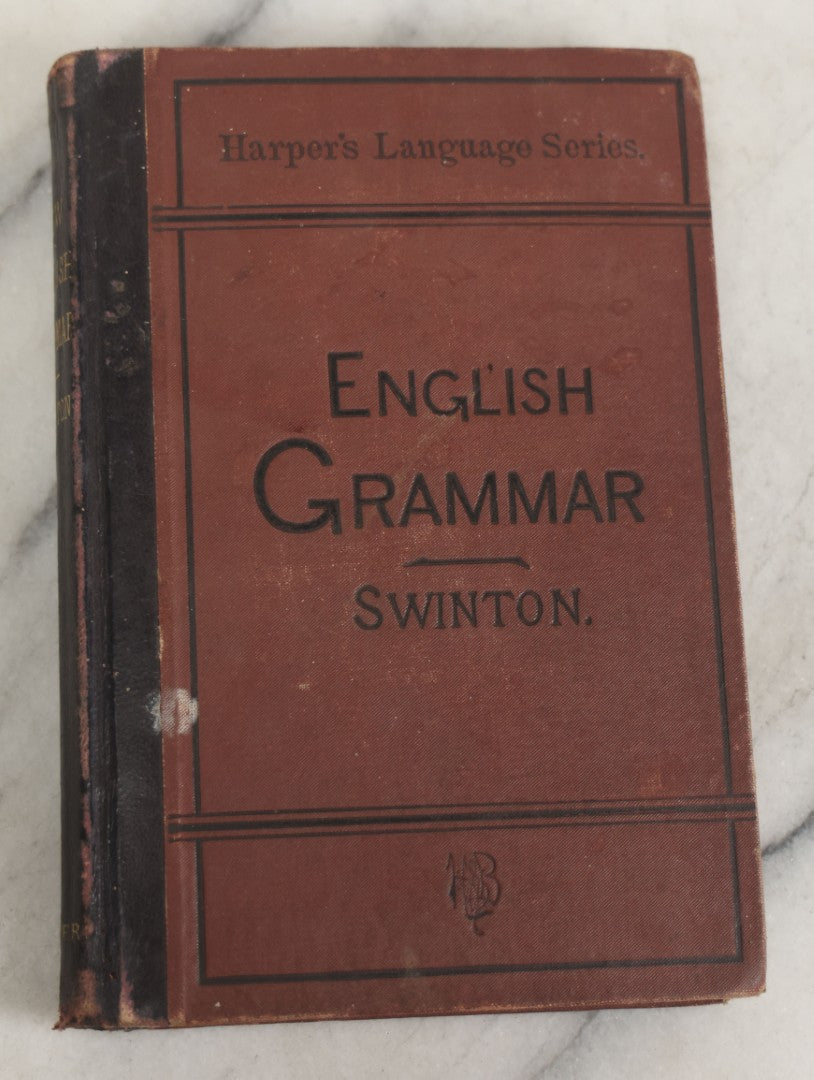 Harper's Language Series.
ENGLISH
GRAMMAR
SWINTON.